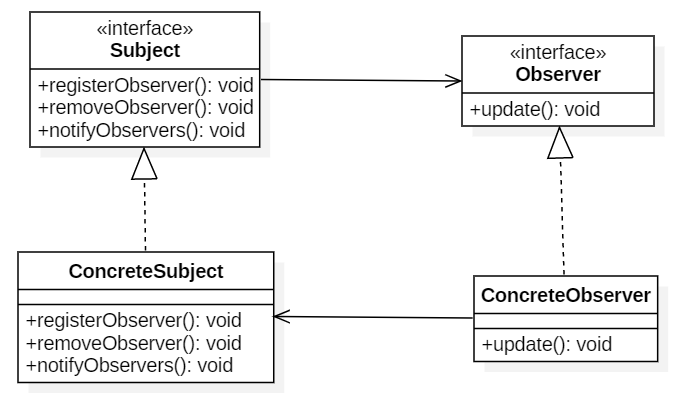 «interface»
Subject
+registerObserver(): void
+removeObserver(): void
+notifyObservers(): void
«interface»
Observer
+update(): void
ConcreteSubject
+registerObserver(): void
+removeObserver(): void
+notifyObservers(): void
ConcreteObserver
+update(): void